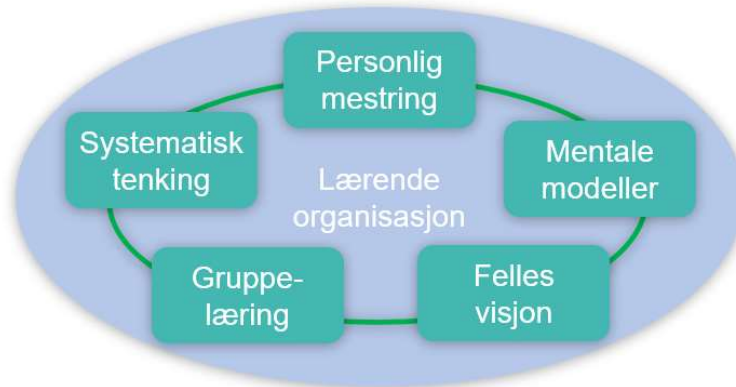 Personlig
mestring
Systematisk
tenking
Mentale
modeller
Lærende
organisasjon
Gruppe-
læring
Felles
visjon